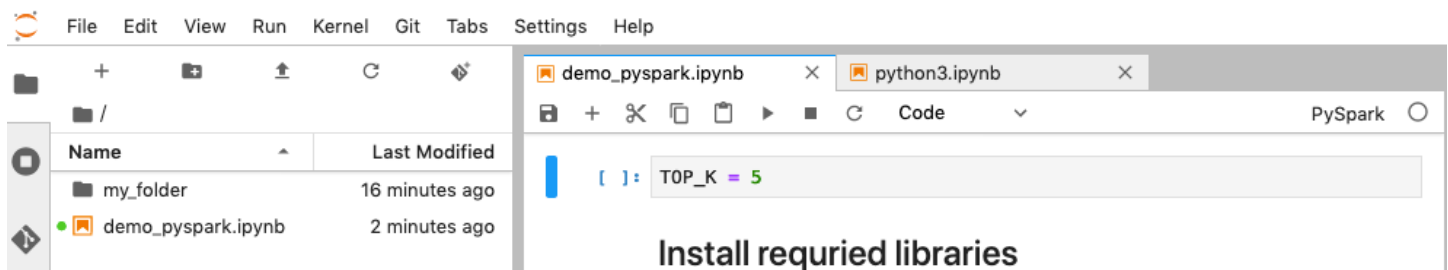 File Edit View Run Kernel Git Tabs Settings Help
demo_pyspark.ipynb
python3.ipynb
/
Code
PySpark
Name Last Modified
my_folder 16 minutes ago
demo_pyspark.ipynb 2 minutes ago
[ ]: TOP_K = 5
Install requried libraries